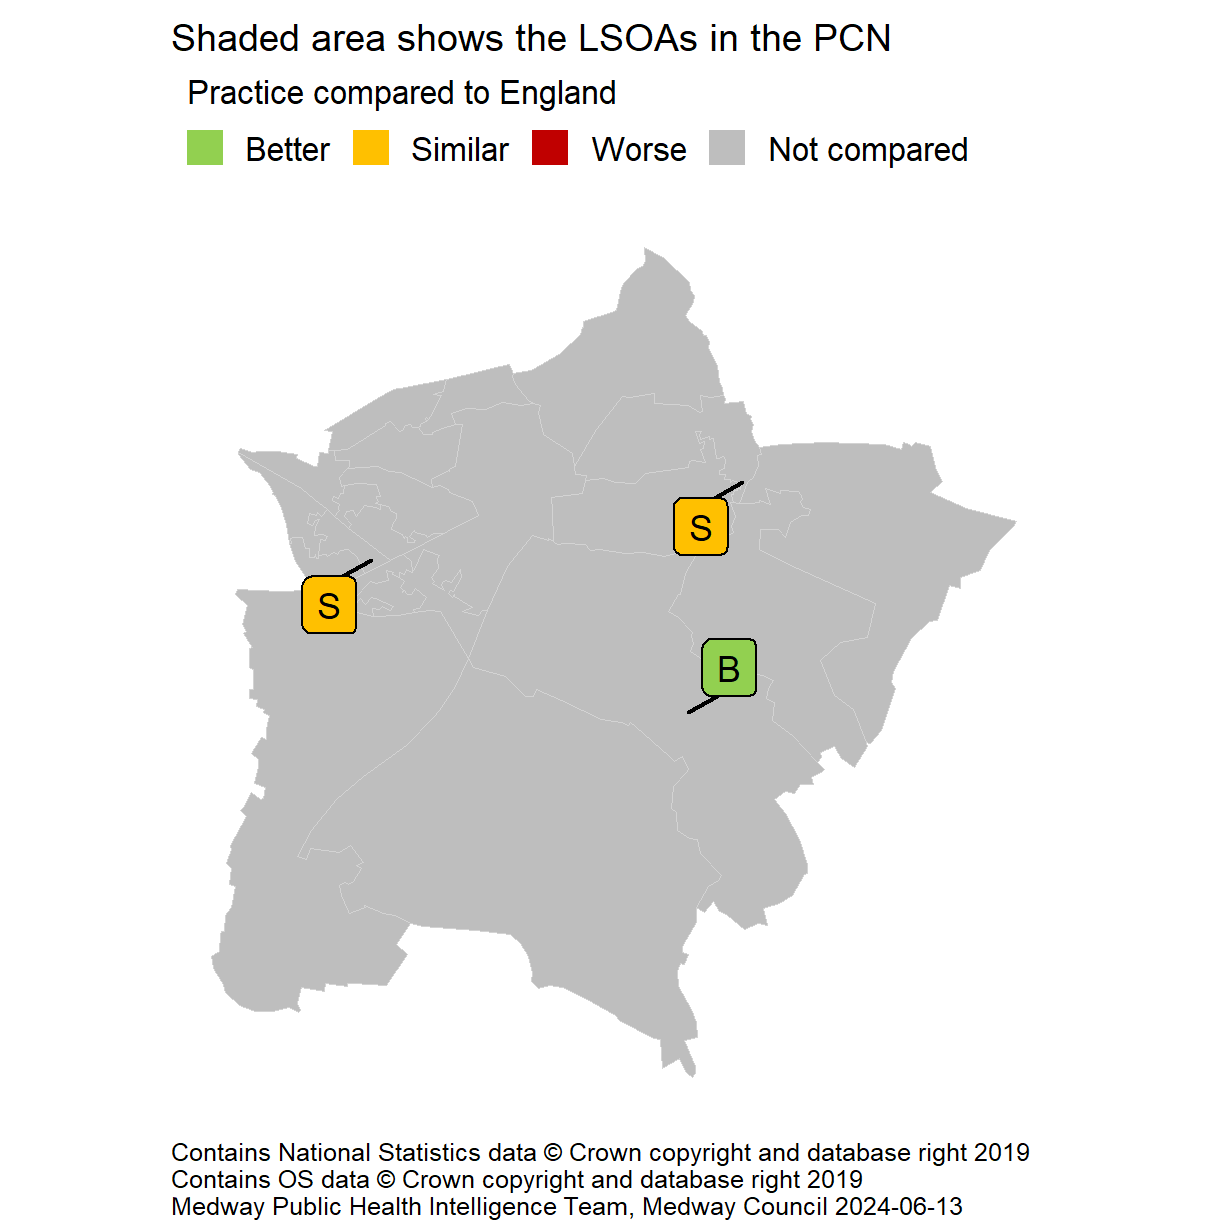 Shaded area shows the LSOAs in the PCN
Practice compared to England
Better Similar Worse Not compared
S
S
B
Contains National Statistics data © Crown copyright and database right 2019
Contains OS data © Crown copyright and database right 2019
Medway Public Health Intelligence Team, Medway Council 2024-06-13